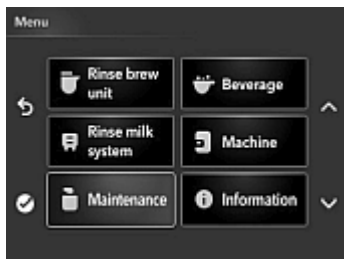 Menu
Rinse brew
unit
Beverage
Rinse milk
system
Machine
Maintenance
Information